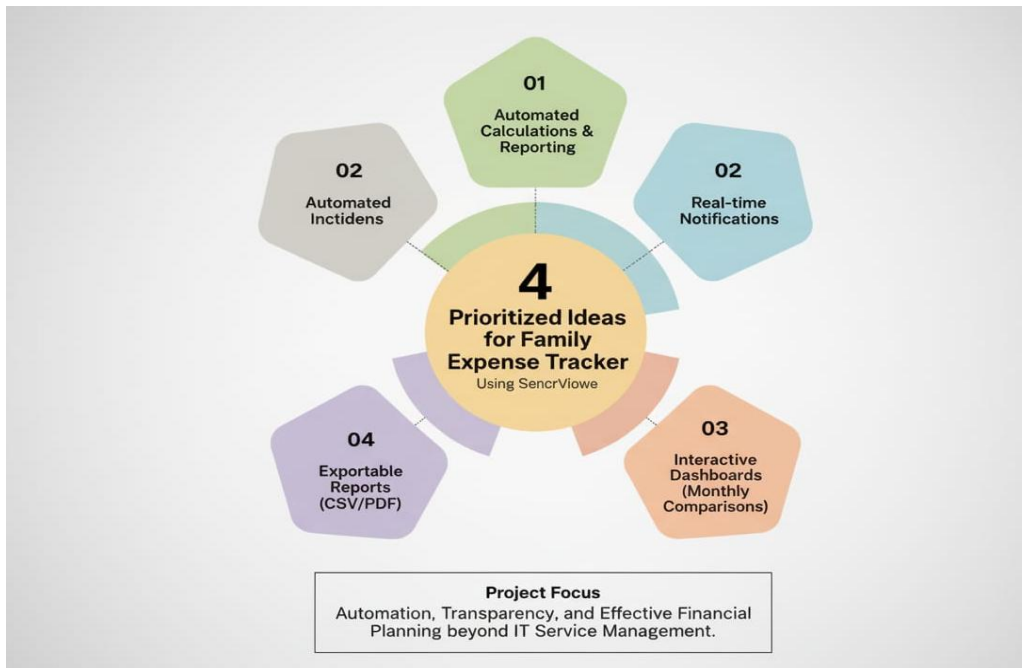 01
Automated
Calculations &
Reporting
02
Automated
Inctidens
02
Real-time
Notifications
4
Prioritized Ideas
for Family
Expense Tracker
Using SencrViowe
04
Exportable
Reports
(CSV/PDF)
03
Interactive
Dashboards
(Monthly
Comparisons)
Project Focus
Automation, Transparency, and Effective Financial
Planning beyond IT Service Management.